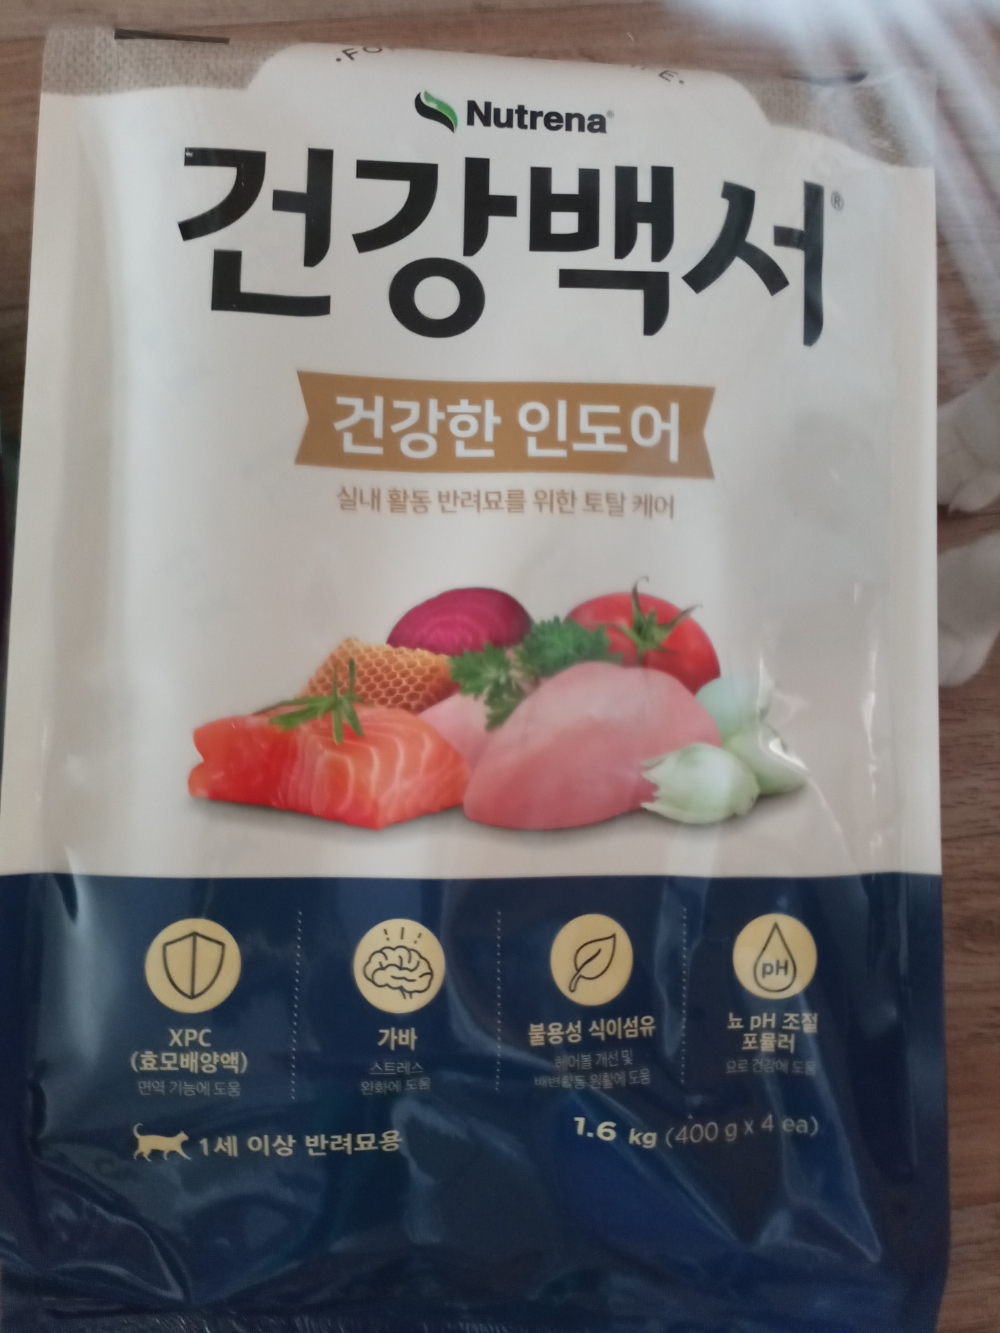 Nutrena®
건강백서®
건강한 인도어
실내 활동 반려묘를 위한 토탈 케어
pH
XPC
(효모배양액)
면역 기능에 도움
가바
스트레스
완화에 도움
불용성 식이섬유
헤어볼 개선 및
배변활동 원활에 도움
뇨 pH 조절
포뮬러
요로 건강에 도움
1세 이상 반려묘용
1.6 kg (400 g x 4 ea)